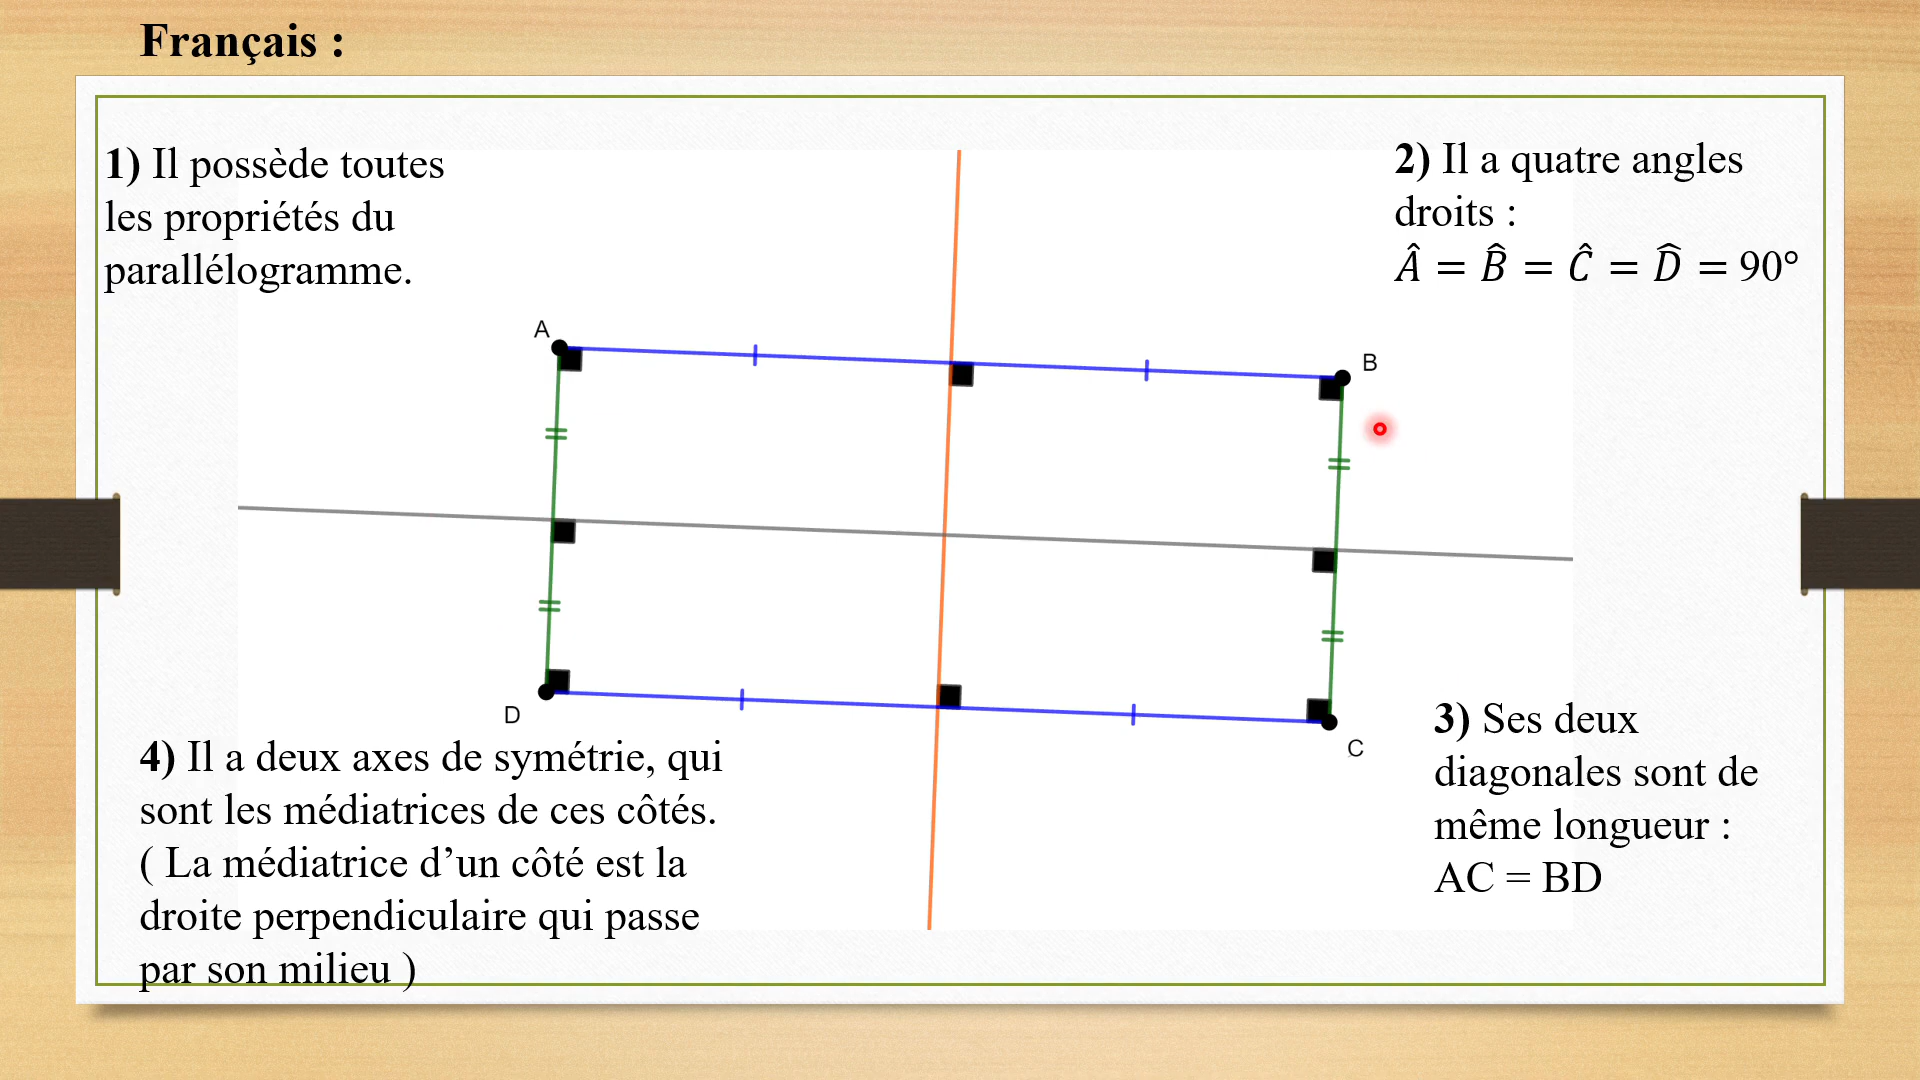 Français :
1) Il possède toutes
les propriétés du
parallélogramme.
2) Il a quatre angles
droits :
Â = B̂ = Ĉ = D̂ = 90°
A
B
D
C
3) Ses deux
diagonales sont de
même longueur :
AC = BD
4) Il a deux axes de symétrie, qui
sont les médiatrices de ces côtés.
( La médiatrice d’un côté est la
droite perpendiculaire qui passe
par son milieu )